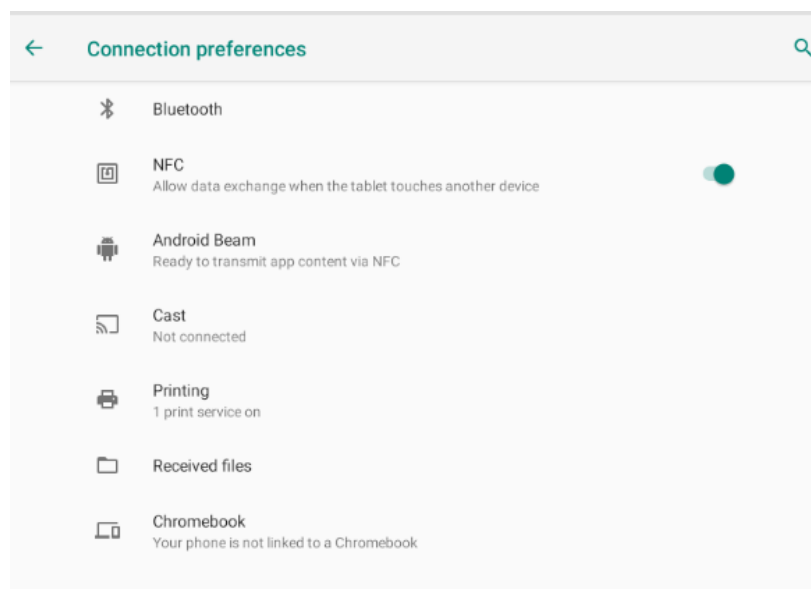 Connection preferences
Bluetooth
NFC
Allow data exchange when the tablet touches another device
Android Beam
Ready to transmit app content via NFC
Cast
Not connected
Printing
1 print service on
Received files
Chromebook
Your phone is not linked to a Chromebook